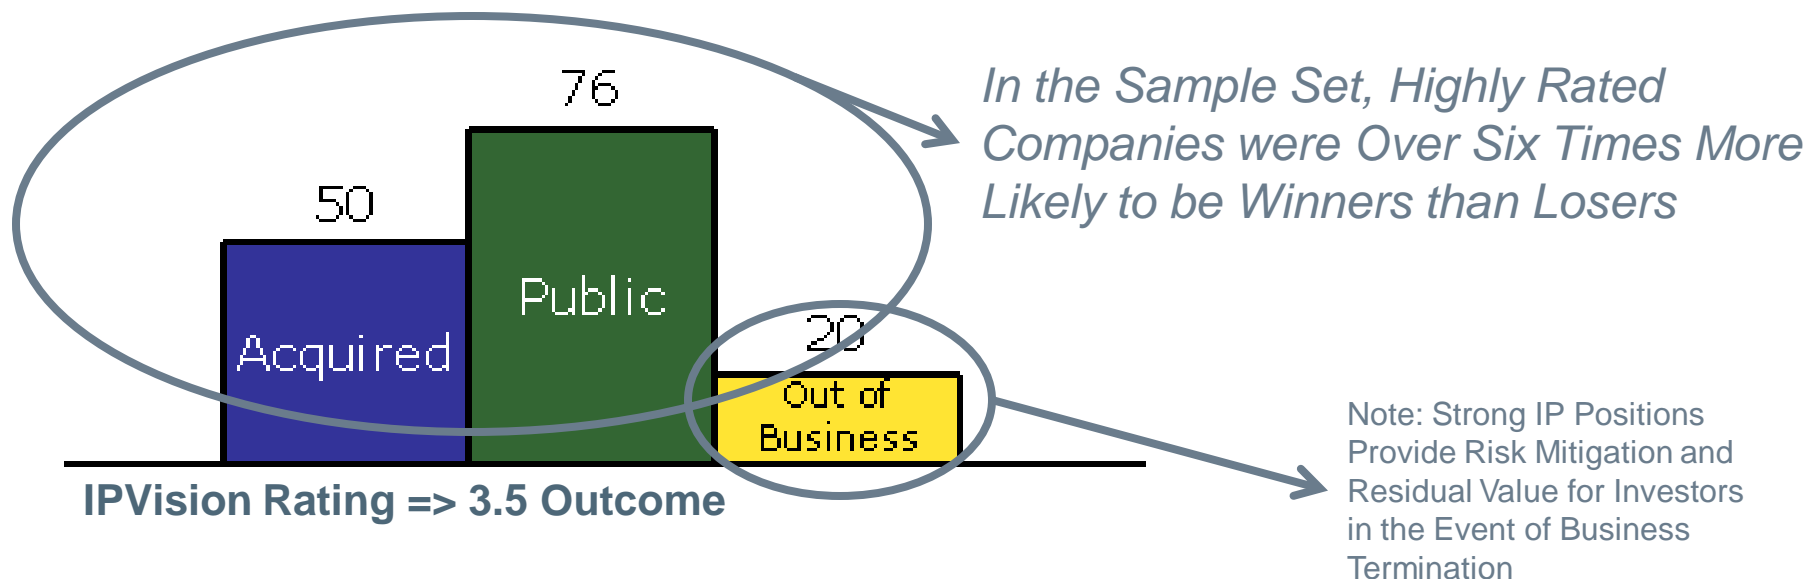 76
In the Sample Set, Highly Rated
Companies were Over Six Times More
Likely to be Winners than Losers
50
Public
Acquired
20
Out of
Business
IPVision Rating => 3.5 Outcome
Note: Strong IP Positions
Provide Risk Mitigation and
Residual Value for Investors
in the Event of Business
Termination